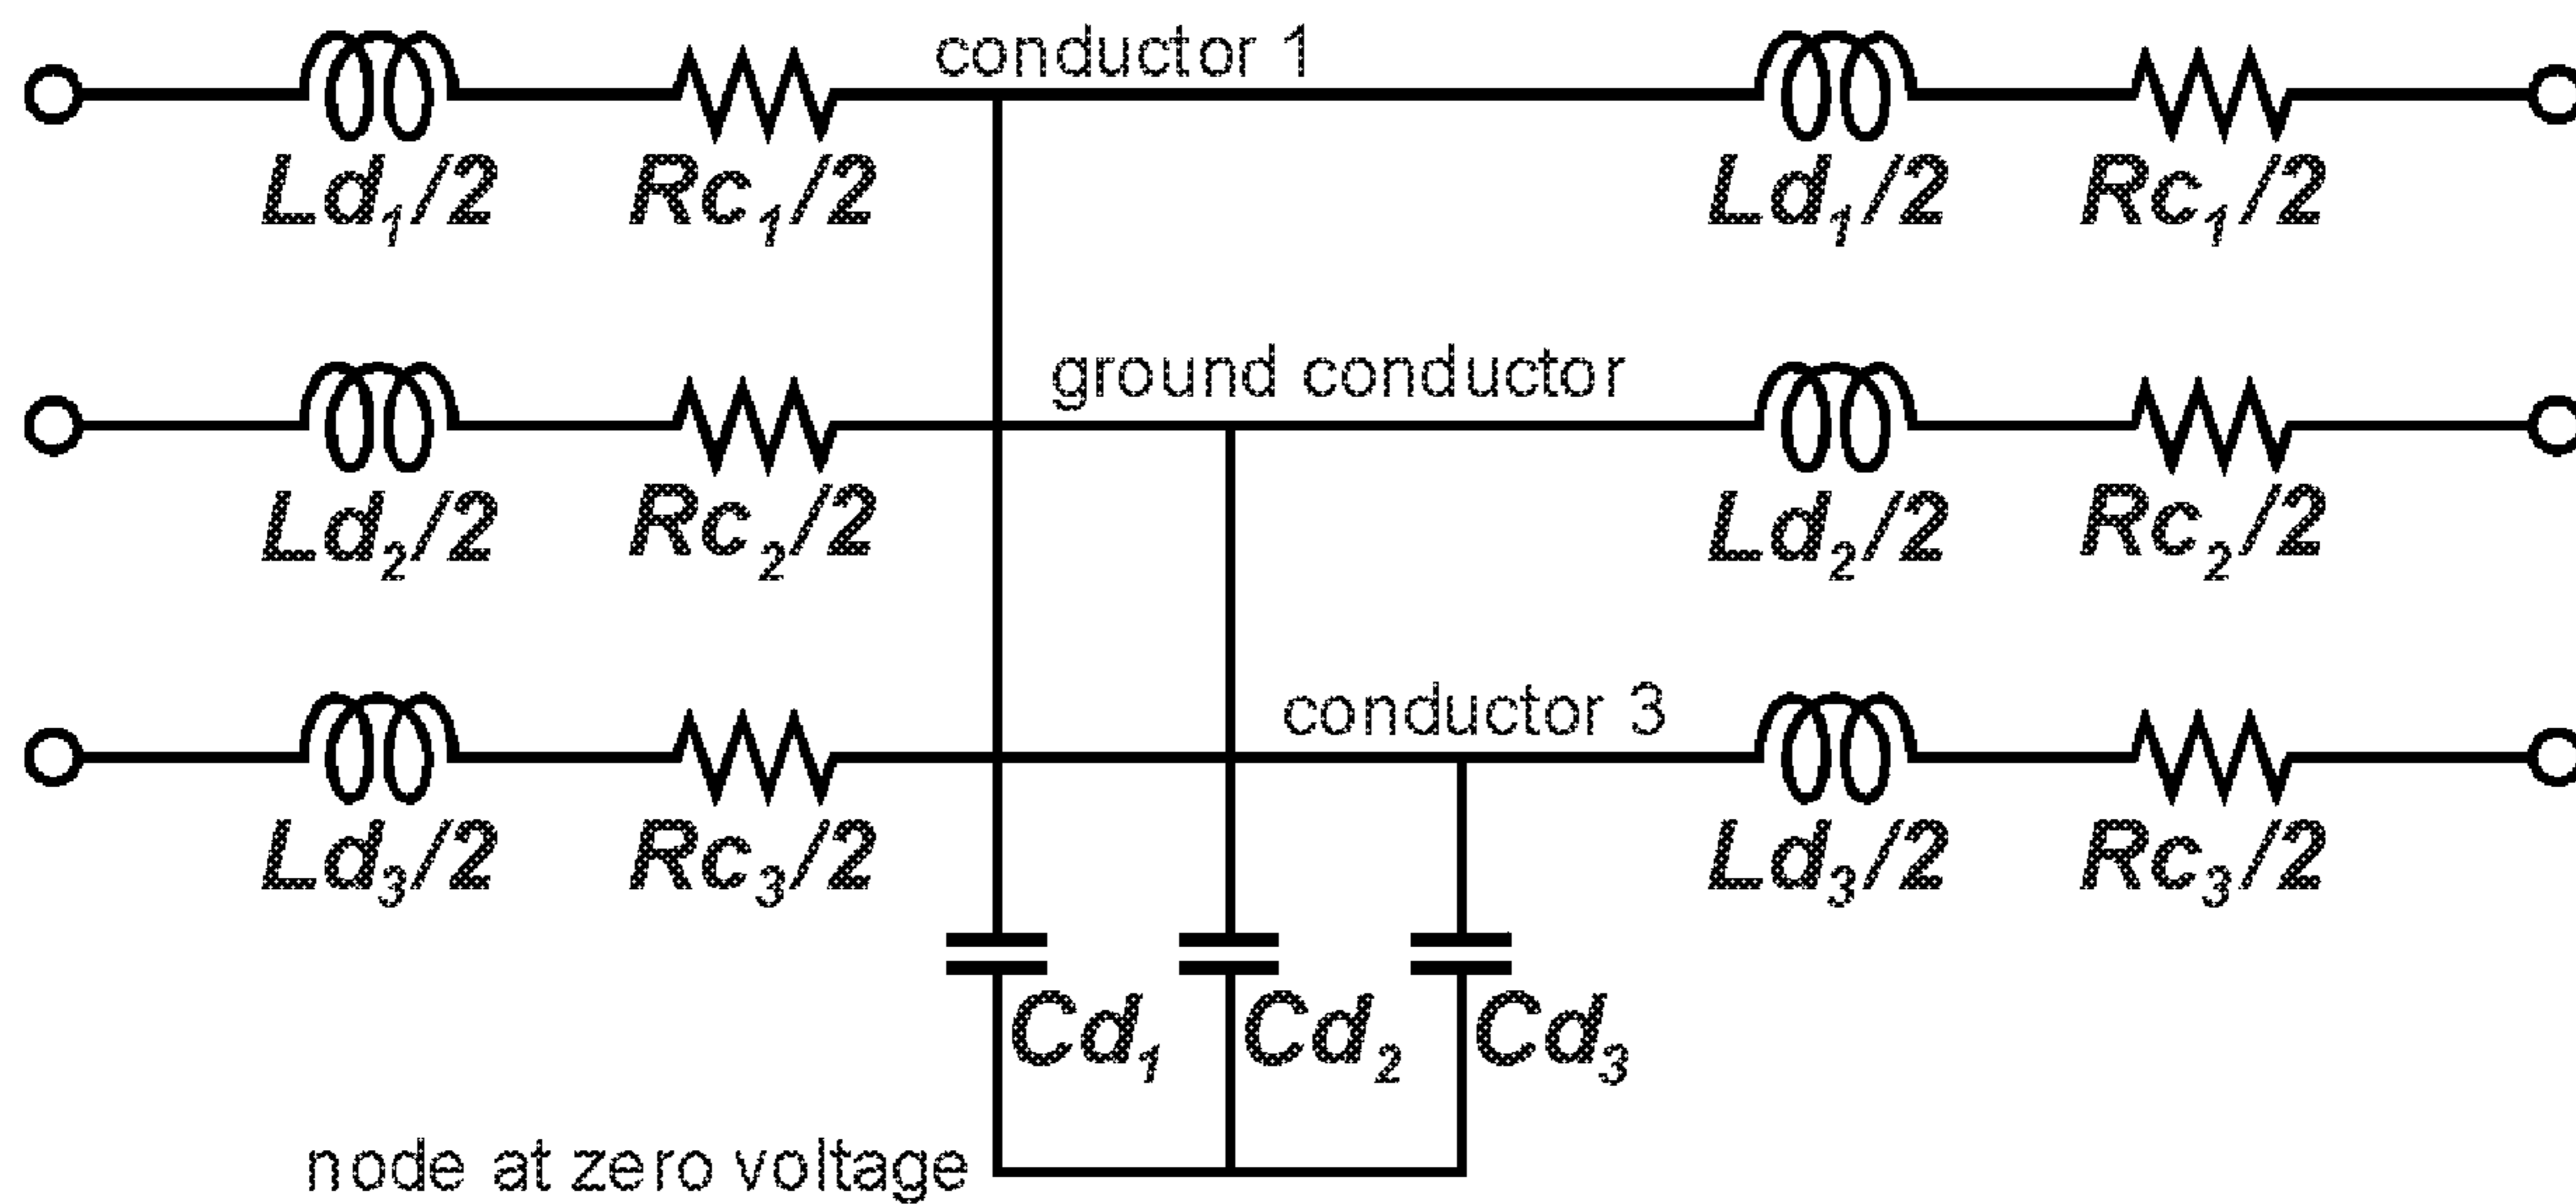 conductor 1
Ld₁/2 Rc₁/2 Ld₁/2 Rc₁/2
ground conductor
Ld₂/2 Rc₂/2 Ld₂/2 Rc₂/2
conductor 3
Ld₃/2 Rc₃/2 Ld₃/2 Rc₃/2
Cd₁ Cd₂ Cd₃
node at zero voltage